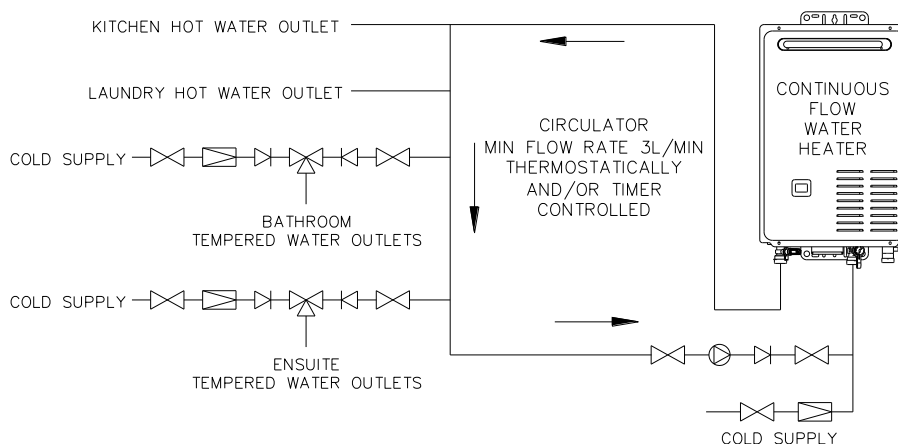 KITCHEN HOT WATER OUTLET
LAUNDRY HOT WATER OUTLET
COLD SUPPLY
BATHROOM
TEMPERED WATER OUTLETS
COLD SUPPLY
ENSUITE
TEMPERED WATER OUTLETS
CIRCULATOR
MIN FLOW RATE 3L/MIN
THERMOSTATICALLY
AND/OR TIMER
CONTROLLED
CONTINUOUS
FLOW
WATER
HEATER
COLD SUPPLY